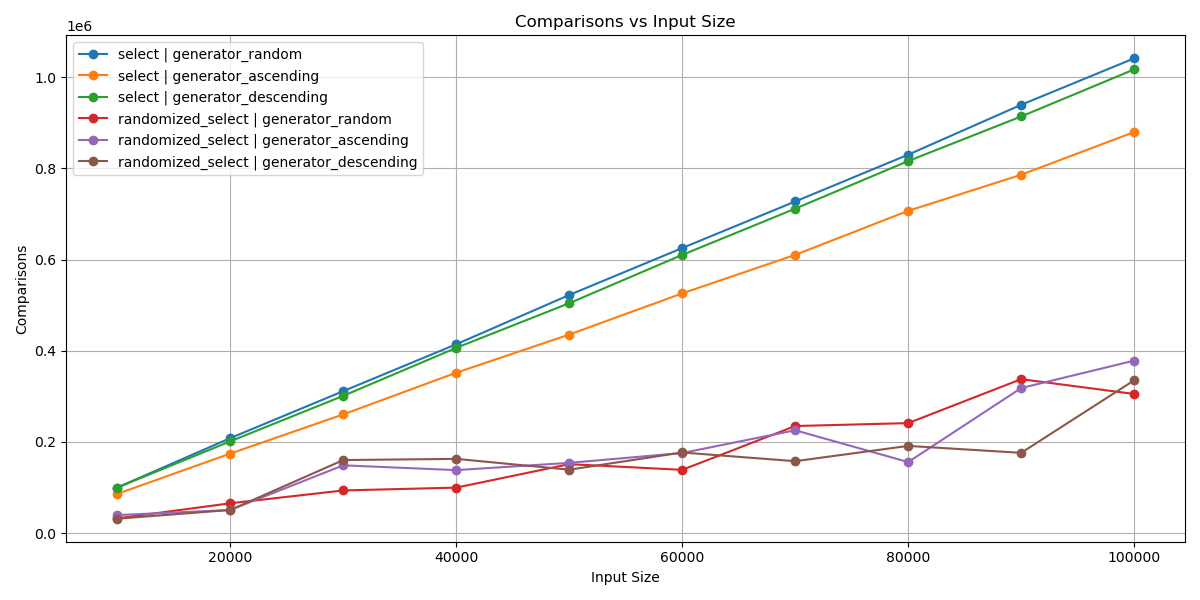 Comparisons vs Input Size
1e6
select | generator_random
select | generator_ascending
select | generator_descending
randomized_select | generator_random
randomized_select | generator_ascending
randomized_select | generator_descending
1.0
0.8
0.6
0.4
0.2
0.0
Comparisons
20000
40000
60000
80000
100000
Input Size